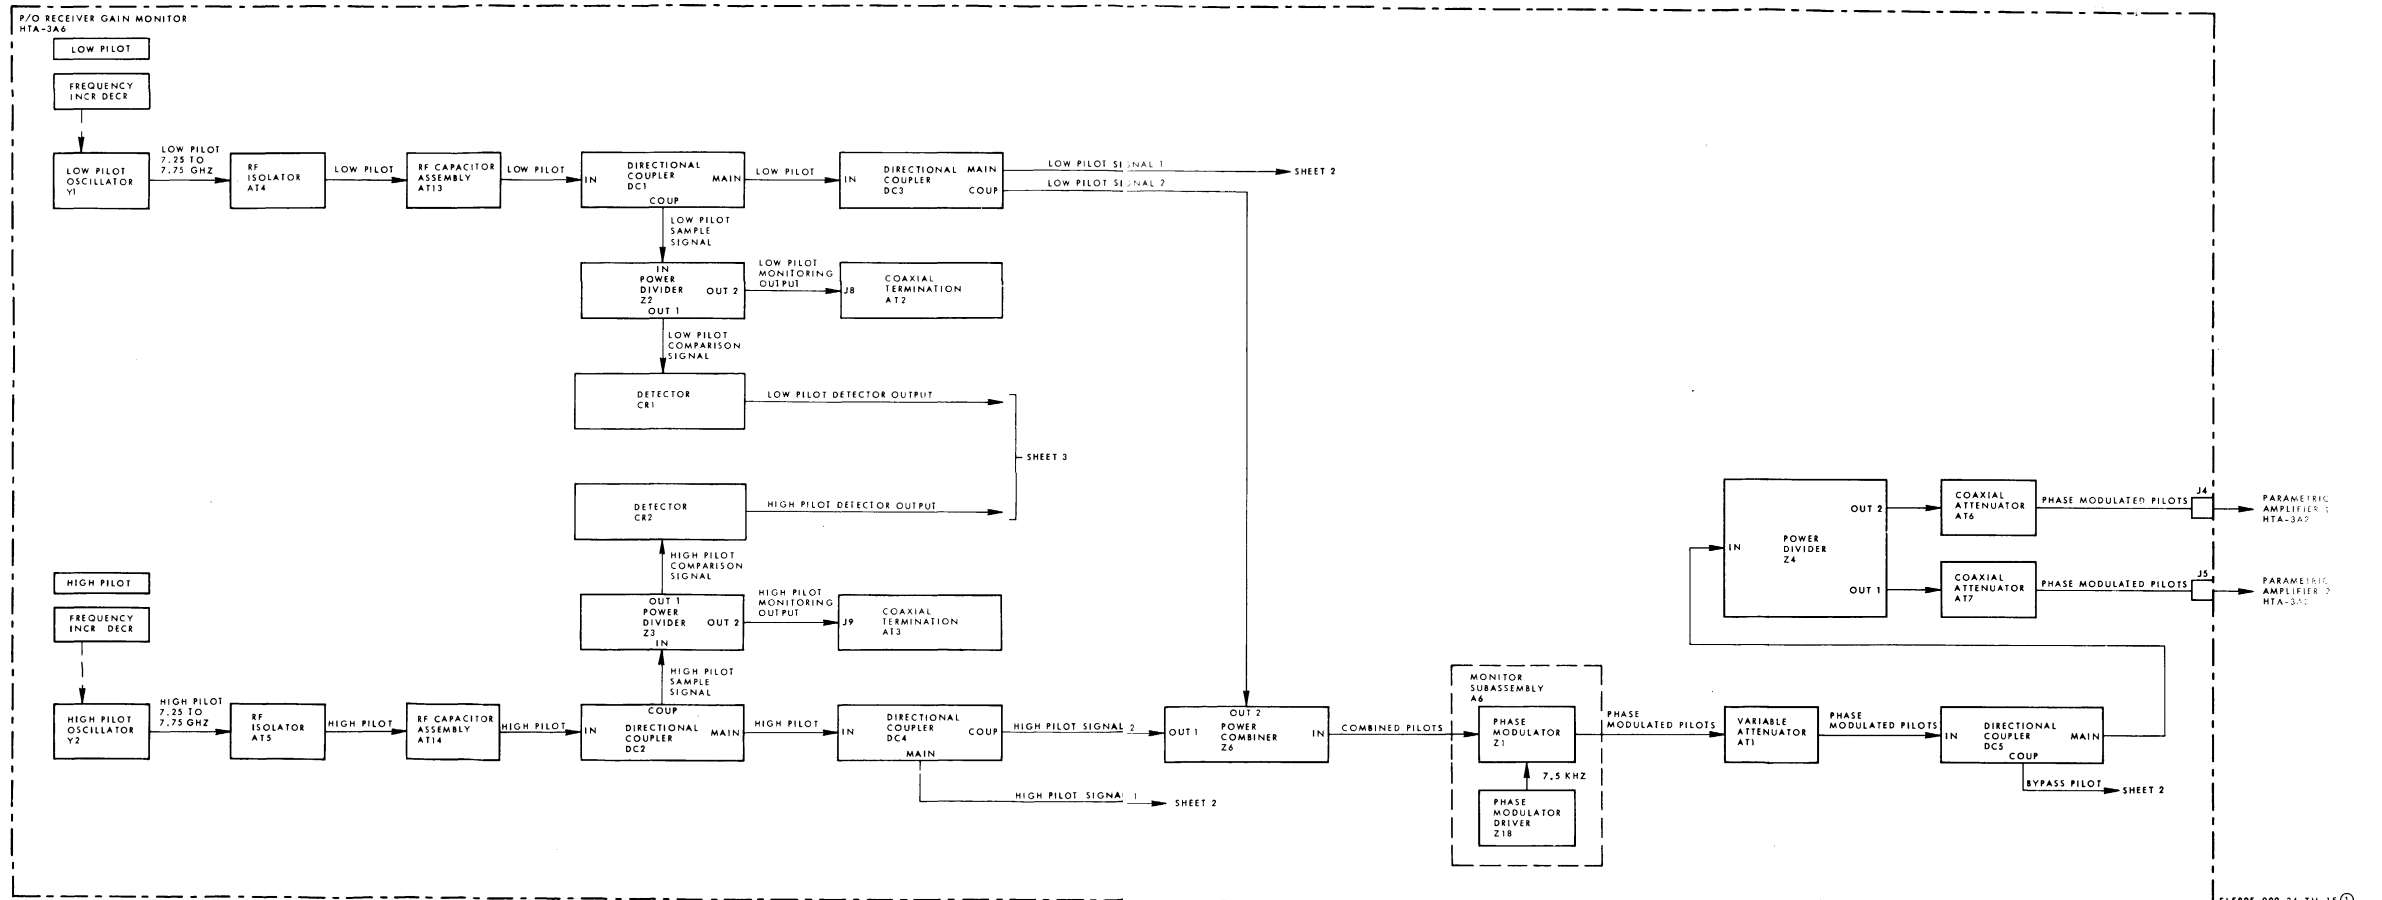 P/O RECEIVER GAIN MONITOR
HTA-3A6
LOW PILOT
FREQUENCY
INCR DECR
LOW PILOT
OSCILLATOR
Y1
LOW PILOT
7.25 TO
7.75 GHZ
RF
ISOLATOR
AT4
LOW PILOT
RF CAPACITOR
ASSEMBLY
AT13
LOW PILOT
IN
DIRECTIONAL
COUPLER
DC1
MAIN
COUP
LOW PILOT
IN
DIRECTIONAL
COUPLER
DC3
MAIN
COUP
LOW PILOT SIGNAL 1
SHEET 2
LOW PILOT SIGNAL 2
LOW PILOT
SAMPLE
SIGNAL
IN
POWER
DIVIDER
Z2
OUT 2
OUT 1
LOW PILOT
MONITORING
OUTPUT
J8
COAXIAL
TERMINATION
AT2
LOW PILOT
COMPARISON
SIGNAL
DETECTOR
CR1
LOW PILOT DETECTOR OUTPUT
SHEET 3
DETECTOR
CR2
HIGH PILOT DETECTOR OUTPUT
HIGH PILOT
COMPARISON
SIGNAL
OUT 1
POWER
DIVIDER
Z3
OUT 2
IN
HIGH PILOT
MONITORING
OUTPUT
J9
COAXIAL
TERMINATION
AT3
HIGH PILOT
SAMPLE
SIGNAL
HIGH PILOT
FREQUENCY
INCR DECR
HIGH PILOT
OSCILLATOR
Y2
HIGH PILOT
7.25 TO
7.75 GHZ
RF
ISOLATOR
AT5
HIGH PILOT
RF CAPACITOR
ASSEMBLY
AT14
HIGH PILOT
COUP
IN
DIRECTIONAL
COUPLER
DC2
MAIN
HIGH PILOT
IN
DIRECTIONAL
COUPLER
DC4
COUP
MAIN
HIGH PILOT SIGNAL 2
HIGH PILOT SIGNAL 1
SHEET 2
OUT 2
OUT 1
POWER
COMBINER
Z6
IN
COMBINED PILOTS
MONITOR
SUBASSEMBLY
A6
PHASE
MODULATOR
Z1
7.5 KHZ
PHASE
MODULATOR
DRIVER
Z18
PHASE
MODULATED PILOTS
VARIABLE
ATTENUATOR
AT1
PHASE
MODULATED PILOTS
IN
DIRECTIONAL
COUPLER
DC5
MAIN
COUP
BYPASS PILOT
SHEET 2
IN
POWER
DIVIDER
Z4
OUT 2
OUT 1
COAXIAL
ATTENUATOR
AT6
PHASE MODULATED PILOTS
J4
PARAMETRIC
AMPLIFIER 1
HTA-3A2
COAXIAL
ATTENUATOR
AT7
PHASE MODULATED PILOTS
J5
PARAMETRIC
AMPLIFIER 2